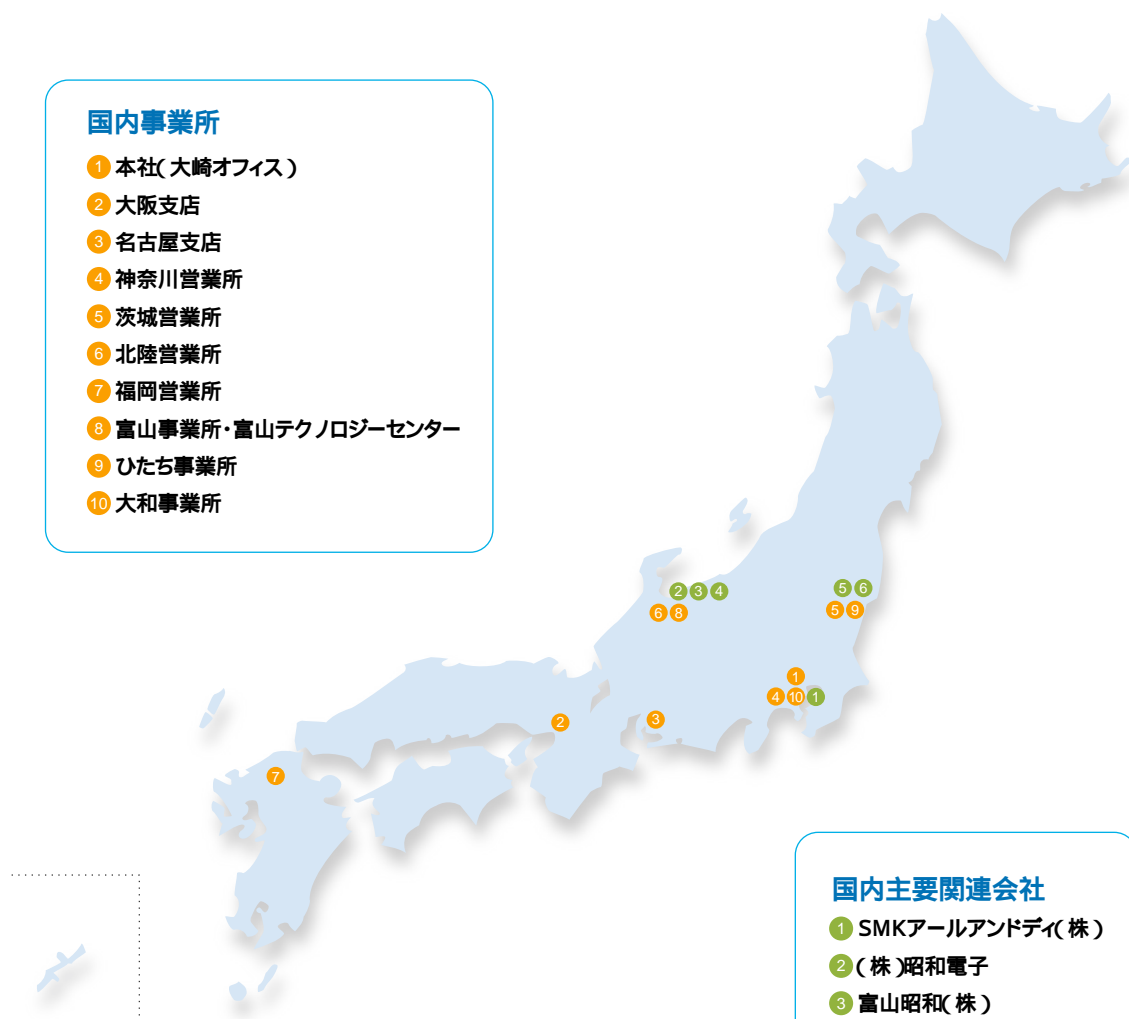 国内事業所
1 本社(大崎オフィス)
2 大阪支店
3 名古屋支店
4 神奈川営業所
5 茨城営業所
6 北陸営業所
7 福岡営業所
8 富山事業所・富山テクノロジーセンター
9 ひたち事業所
10 大和事業所
2 3 4
5 6
6 8
5 9
1
4 10 1
2
3
7
国内主要関連会社
1 SMKアールアンドディ(株)
2 (株)昭和電子
3 富山昭和(株)